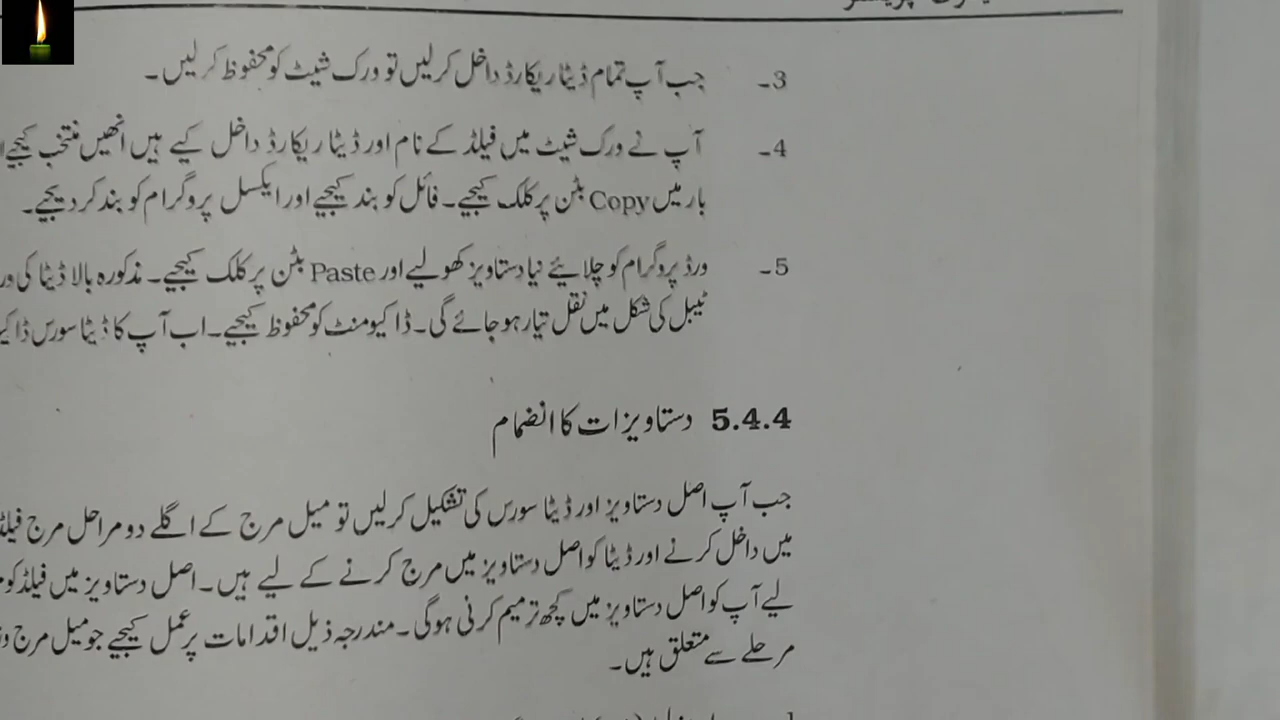 3۔ جب آپ تمام ڈیٹا ریکارڈ داخل کرلیں تو ورک شیٹ کو محفوظ کرلیں۔
4۔ آپ نے ورک شیٹ میں فیلڈ کے نام اور ڈیٹا ریکارڈ داخل کیے ہیں انھیں منتخب کیجیے
بار میں Copy بٹن پر کلک کیجیے۔ فائل کو بند کیجیے اور ایکسل پروگرام کو بند کردیجیے۔
5۔ ورڈ پروگرام کو چلائیے نیا دستاویز کھولیے اور Paste بٹن پر کلک کیجیے۔ مذکورہ بالا ڈیٹا کی
ٹیبل کی شکل میں نقل تیار ہو جائے گی۔ ڈاکیومنٹ کو محفوظ کیجیے۔ اب آپ کا ڈیٹا سورس
5.4.4 دستاویزات کا انضمام
جب آپ اصل دستاویز اور ڈیٹا سورس کی تشکیل کرلیں تو میل مرج کے اگلے دو مراحل مرج
میں داخل کرنے اور ڈیٹا کو اصل دستاویز میں مرج کرنے کے لیے ہیں۔ اصل دستاویز میں فیلڈ کو
لیے آپ کو اصل دستاویز میں کچھ ترمیم کرنی ہوگی۔ مندرجہ ذیل اقدامات پر عمل کیجیے جو میل مرج
مرحلے سے متعلق ہیں۔